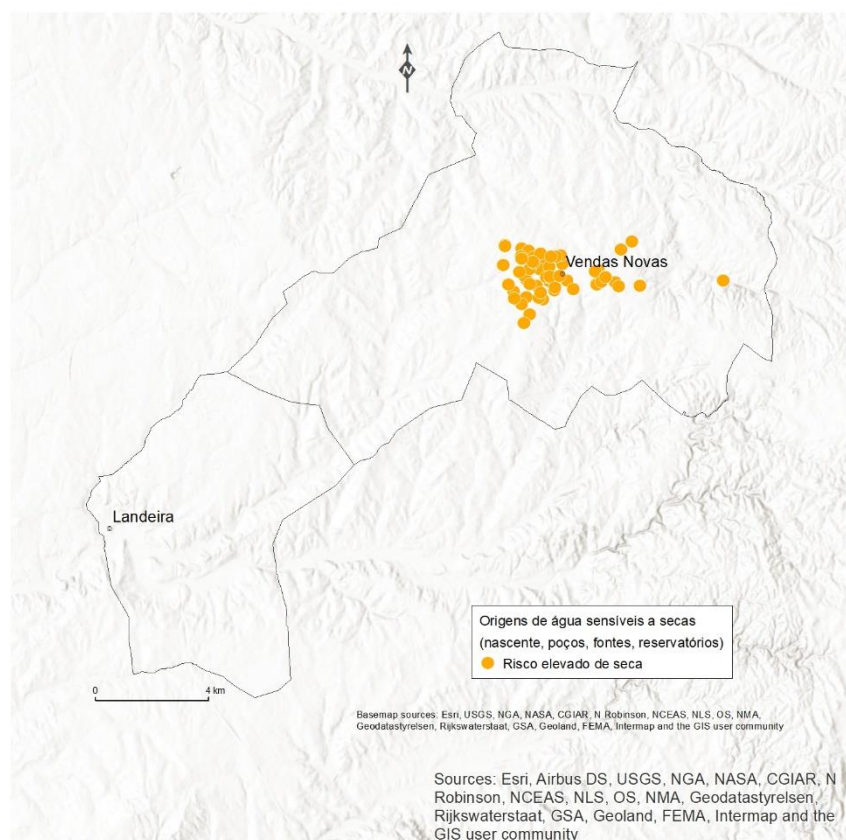 N
Vendas Novas
Landeira
Origens de água sensíveis a secas
(nascente, poços, fontes, reservatórios)
Risco elevado de seca
0 4 km
Basemap sources: Esri, USGS, NGA, NASA, CGIAR, N Robinson, NCEAS, NLS, OS, NMA,
Geodatastyrelsen, Rijkswaterstaat, GSA, Geoland, FEMA, Intermap and the GIS user community
Sources: Esri, Airbus DS, USGS, NGA, NASA, CGIAR, N
Robinson, NCEAS, NLS, OS, NMA, Geodatastyrelsen,
Rijkswaterstaat, GSA, Geoland, FEMA, Intermap and the
GIS user community